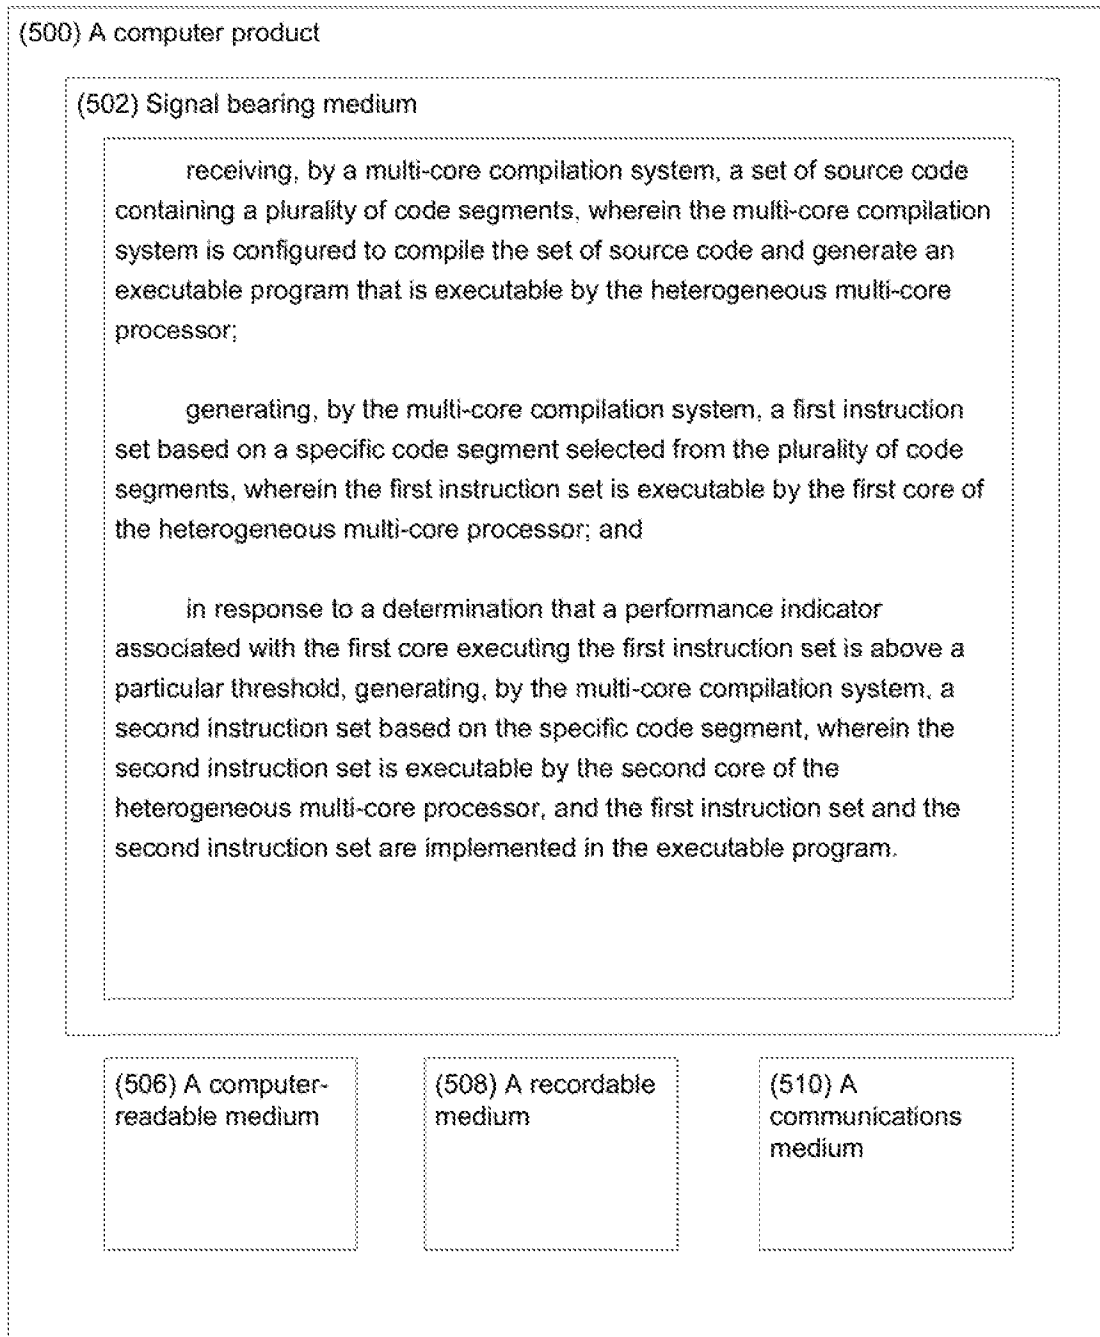 (500) A computer product
(502) Signal bearing medium
receiving, by a multi-core compilation system, a set of source code
containing a plurality of code segments, wherein the multi-core compilation
system is configured to compile the set of source code and generate an
executable program that is executable by the heterogeneous multi-core
processor;
generating, by the multi-core compilation system, a first instruction
set based on a specific code segment selected from the plurality of code
segments, wherein the first instruction set is executable by the first core of
the heterogeneous multi-core processor; and
in response to a determination that a performance indicator
associated with the first core executing the first instruction set is above a
particular threshold, generating, by the multi-core compilation system, a
second instruction set based on the specific code segment, wherein the
second instruction set is executable by the second core of the
heterogeneous multi-core processor, and the first instruction set and the
second instruction set are implemented in the executable program.
(506) A computer-
readable medium
(508) A recordable
medium
(510) A
communications
medium